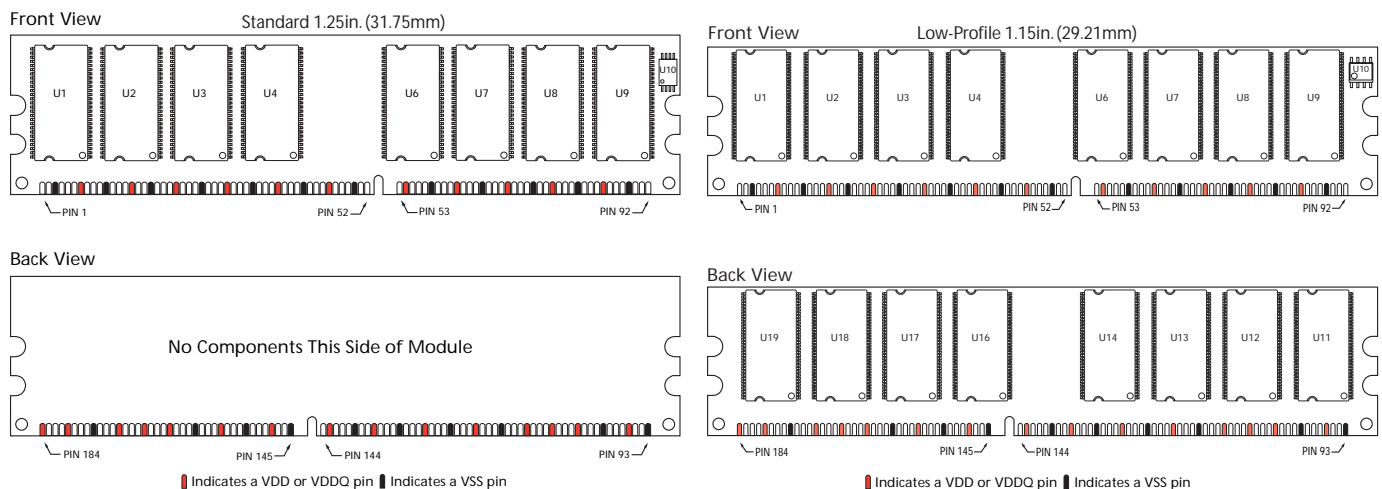 Front View
Standard 1.25in. (31.75mm)
U1
U2
U3
U4
U6
U7
U8
U9
U10
PIN 1
PIN 52
PIN 53
PIN 92
Back View
No Components This Side of Module
PIN 184
PIN 145
PIN 144
PIN 93
Indicates a VDD or VDDQ pin
Indicates a VSS pin
Front View
Low-Profile 1.15in. (29.21mm)
U1
U2
U3
U4
U6
U7
U8
U9
U10
PIN 1
PIN 52
PIN 53
PIN 92
Back View
U19
U18
U17
U16
U14
U13
U12
U11
PIN 184
PIN 145
PIN 144
PIN 93
Indicates a VDD or VDDQ pin
Indicates a VSS pin